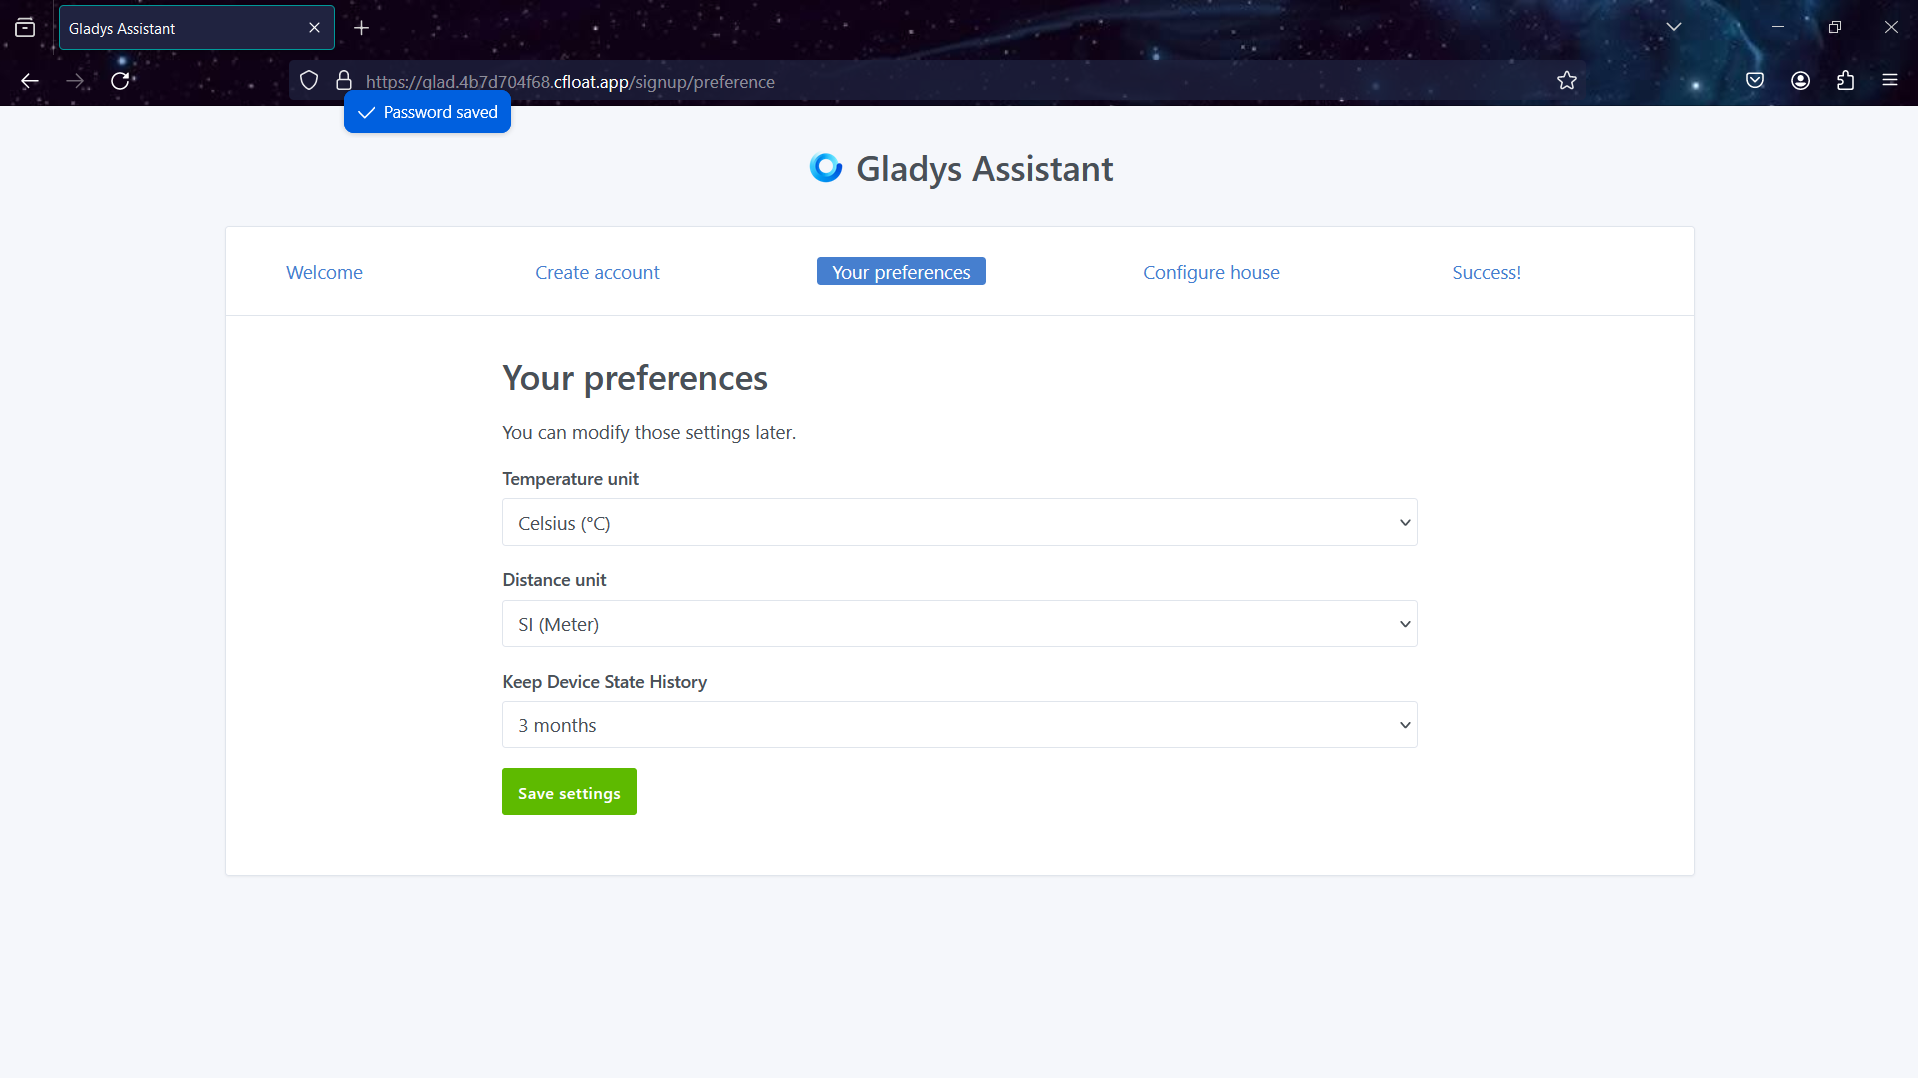 Gladys Assistant
https://glad.4b7d704f68.cfloat.app/signup/preference
Password saved
Gladys Assistant
Welcome
Create account
Your preferences
Configure house
Success!
Your preferences
You can modify those settings later.
Temperature unit
Celsius (°C)
Distance unit
SI (Meter)
Keep Device State History
3 months
Save settings